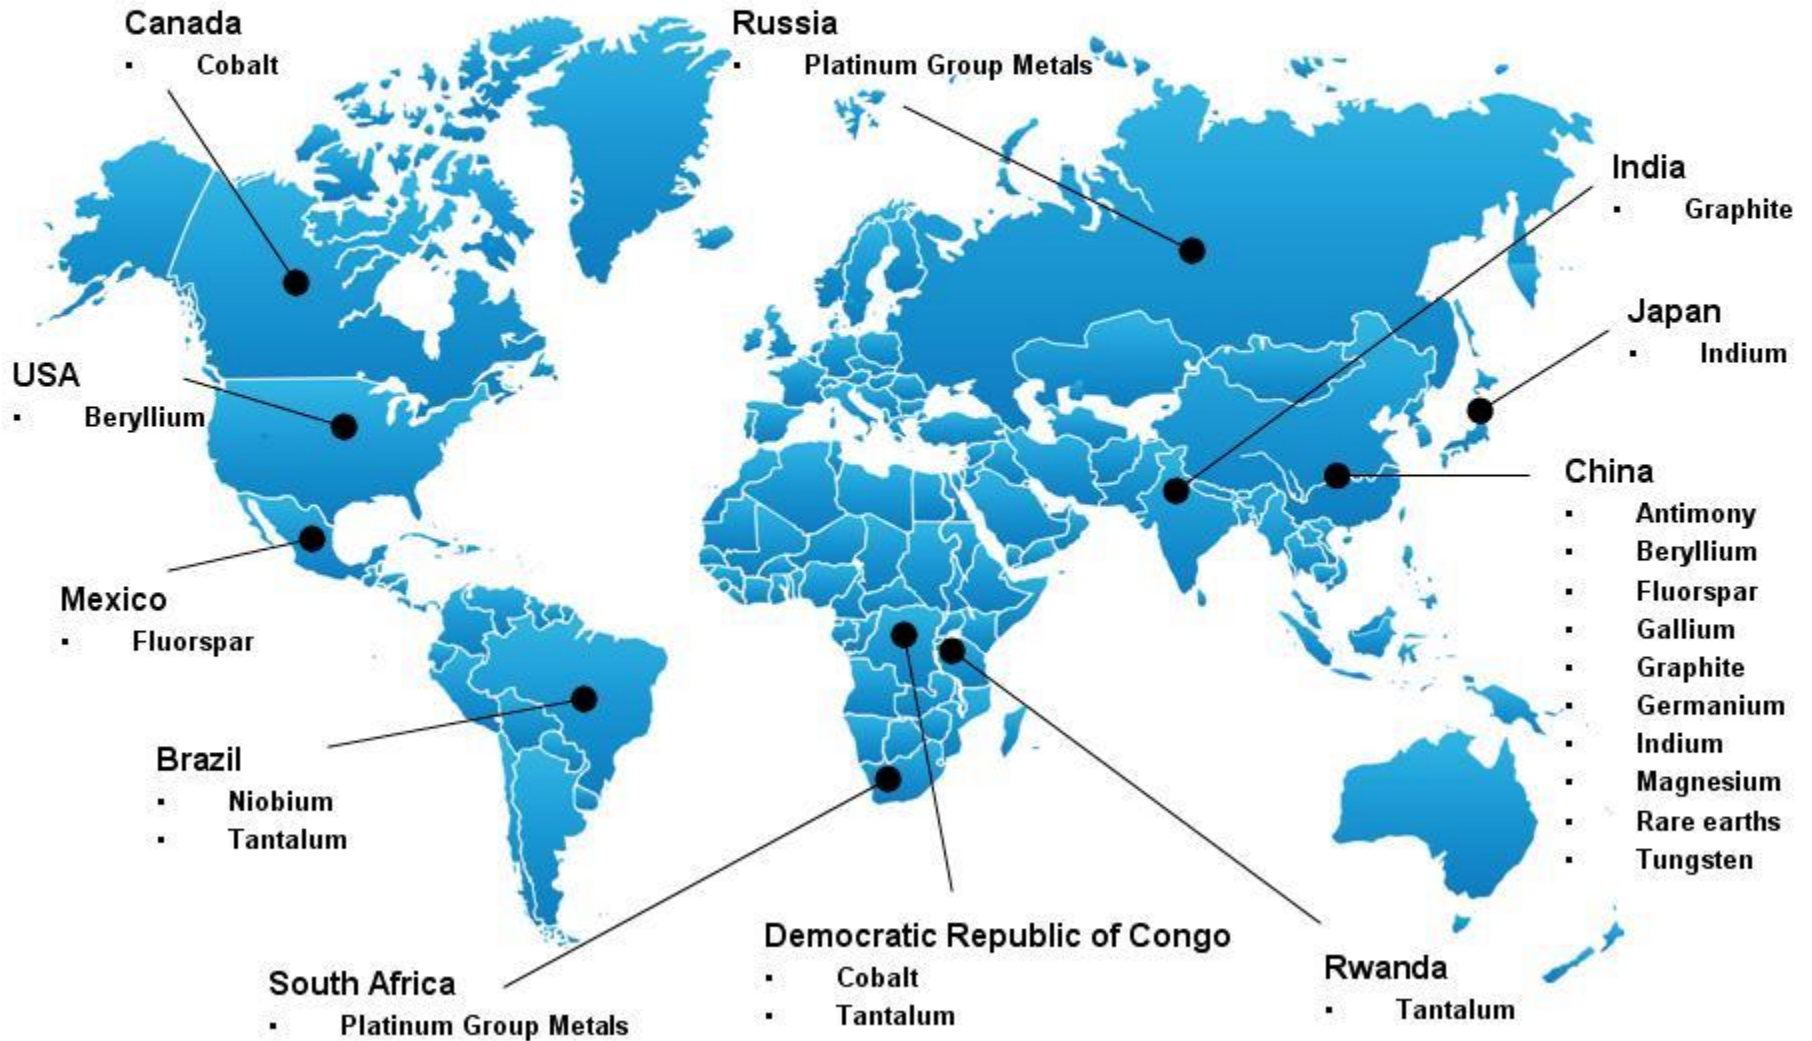 Canada
▪ Cobalt
Russia
▪ Platinum Group Metals
India
▪ Graphite
Japan
▪ Indium
USA
▪ Beryllium
China
▪ Antimony
▪ Beryllium
▪ Fluorspar
▪ Gallium
▪ Graphite
▪ Germanium
▪ Indium
▪ Magnesium
▪ Rare earths
▪ Tungsten
Mexico
▪ Fluorspar
Brazil
▪ Niobium
▪ Tantalum
South Africa
▪ Platinum Group Metals
Democratic Republic of Congo
▪ Cobalt
▪ Tantalum
Rwanda
▪ Tantalum